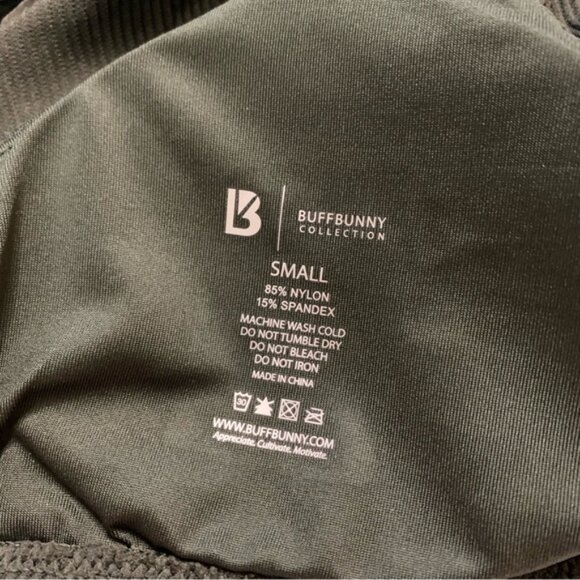 B
BUFFBUNNY
COLLECTION
SMALL
85% NYLON
15% SPANDEX
MACHINE WASH COLD
DO NOT TUMBLE DRY
DO NOT BLEACH
DO NOT IRON
MADE IN CHINA
30
WWW.BUFFBUNNY.COM
Appreciate. Cultivate. Motivate.